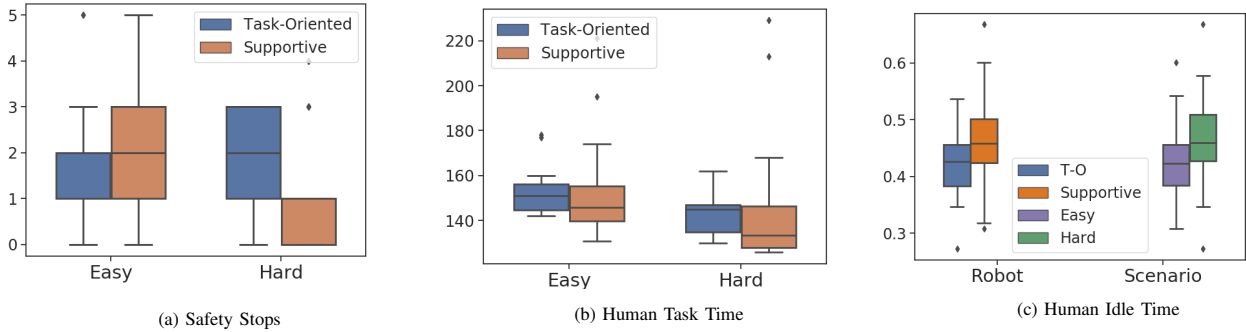 5
4
3
2
1
0
Task-Oriented
Supportive
Easy
Hard
(a) Safety Stops
220
200
180
160
140
Task-Oriented
Supportive
Easy
Hard
(b) Human Task Time
0.6
0.5
0.4
0.3
T-O
Supportive
Easy
Hard
Robot
Scenario
(c) Human Idle Time